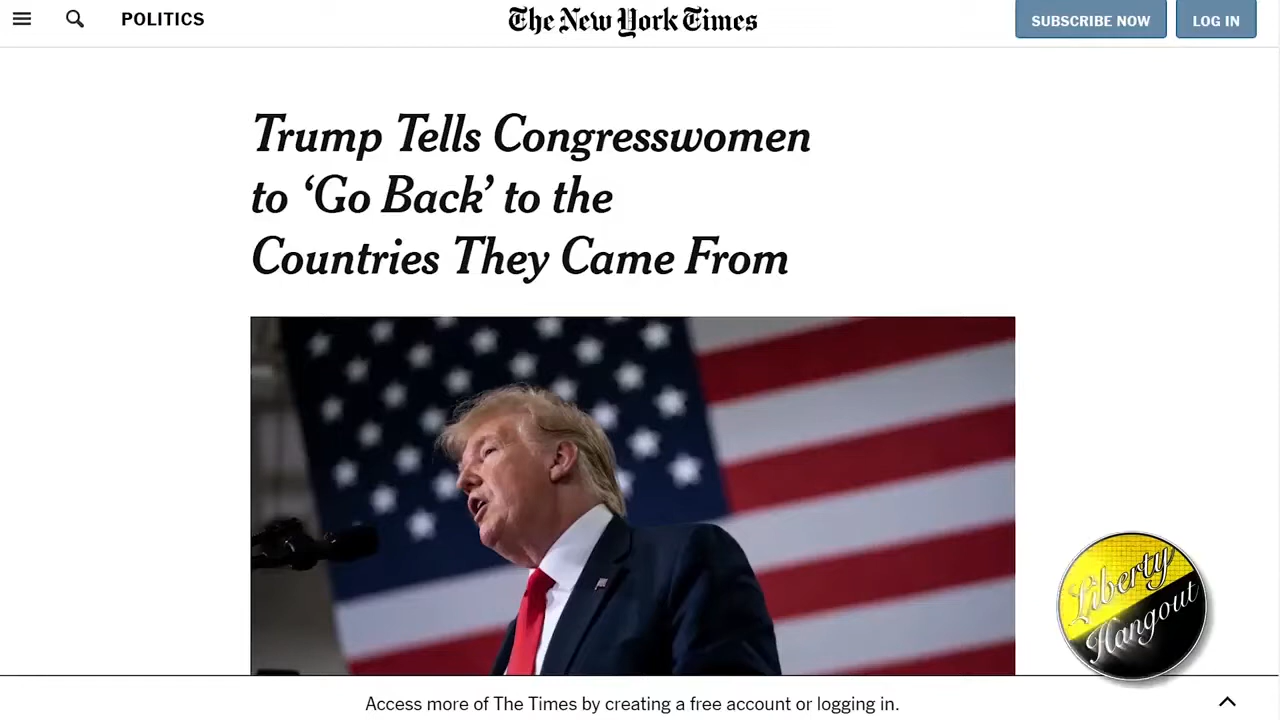 POLITICS
The New York Times
SUBSCRIBE NOW
LOG IN
Trump Tells Congresswomen
to ‘Go Back’ to the
Countries They Came From
Liberty
Hangout
Access more of The Times by creating a free account or logging in.